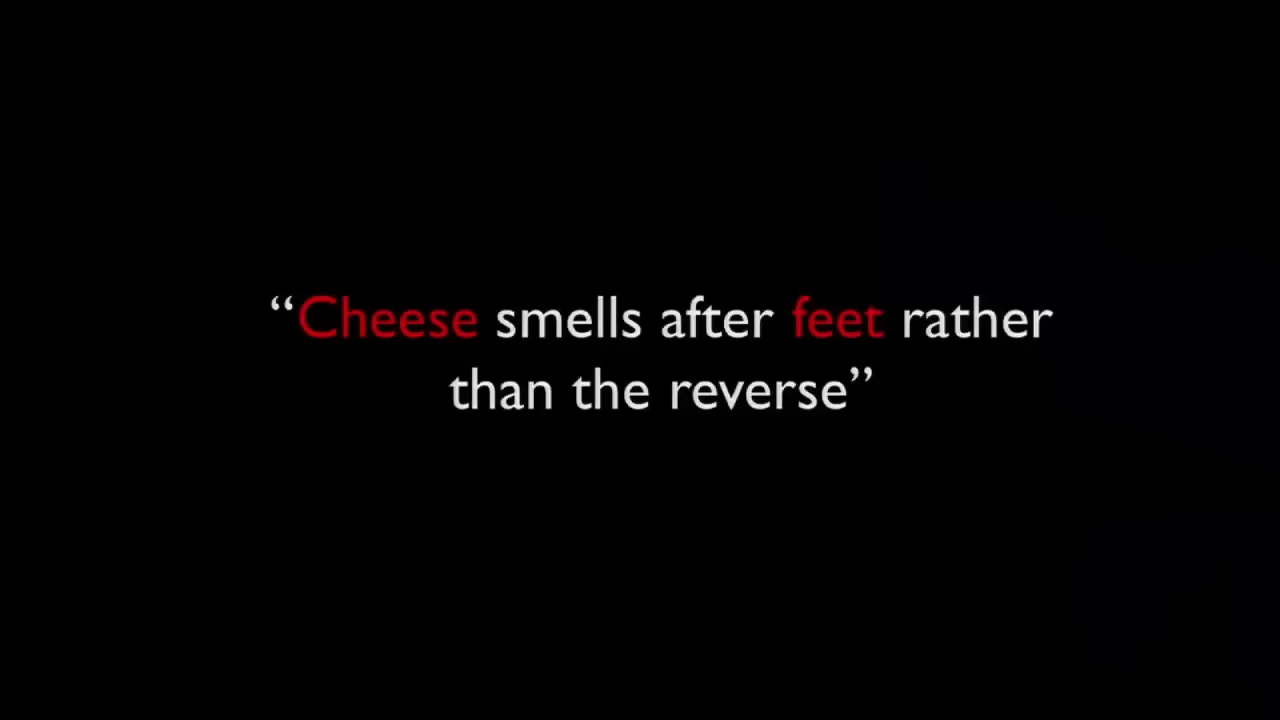 “Cheese smells after feet rather
than the reverse”